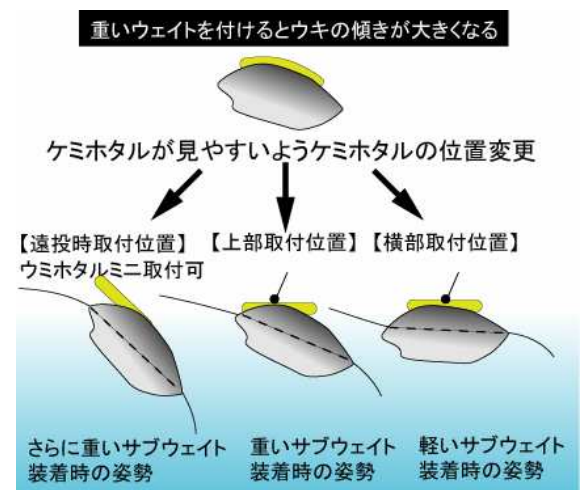 重いウェイトを付けるとウキの傾きが大きくなる
ケミホタルが見やすいようケミホタルの位置変更
【遠投時取付位置】
ウミホタルミニ取付可
【上部取付位置】
【横部取付位置】
さらに重いサブウェイト
装着時の姿勢
重いサブウェイト
装着時の姿勢
軽いサブウェイト
装着時の姿勢